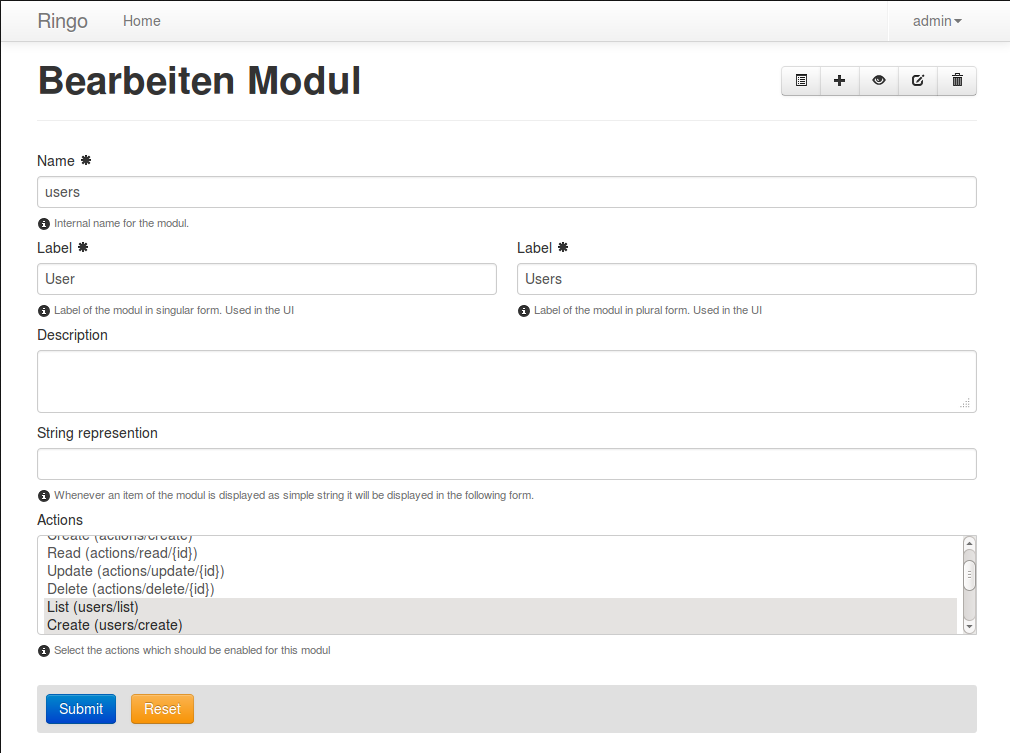 Ringo Home admin
Bearbeiten Modul
Name ✱
users
Internal name for the modul.
Label ✱ Label ✱
User Users
Label of the modul in singular form. Used in the UI Label of the modul in plural form. Used in the UI
Description
String represention
Whenever an item of the modul is displayed as simple string it will be displayed in the following form.
Actions
Create (actions/create)
Read (actions/read/{id})
Update (actions/update/{id})
Delete (actions/delete/{id})
List (users/list)
Create (users/create)
Select the actions which should be enabled for this modul
Submit Reset